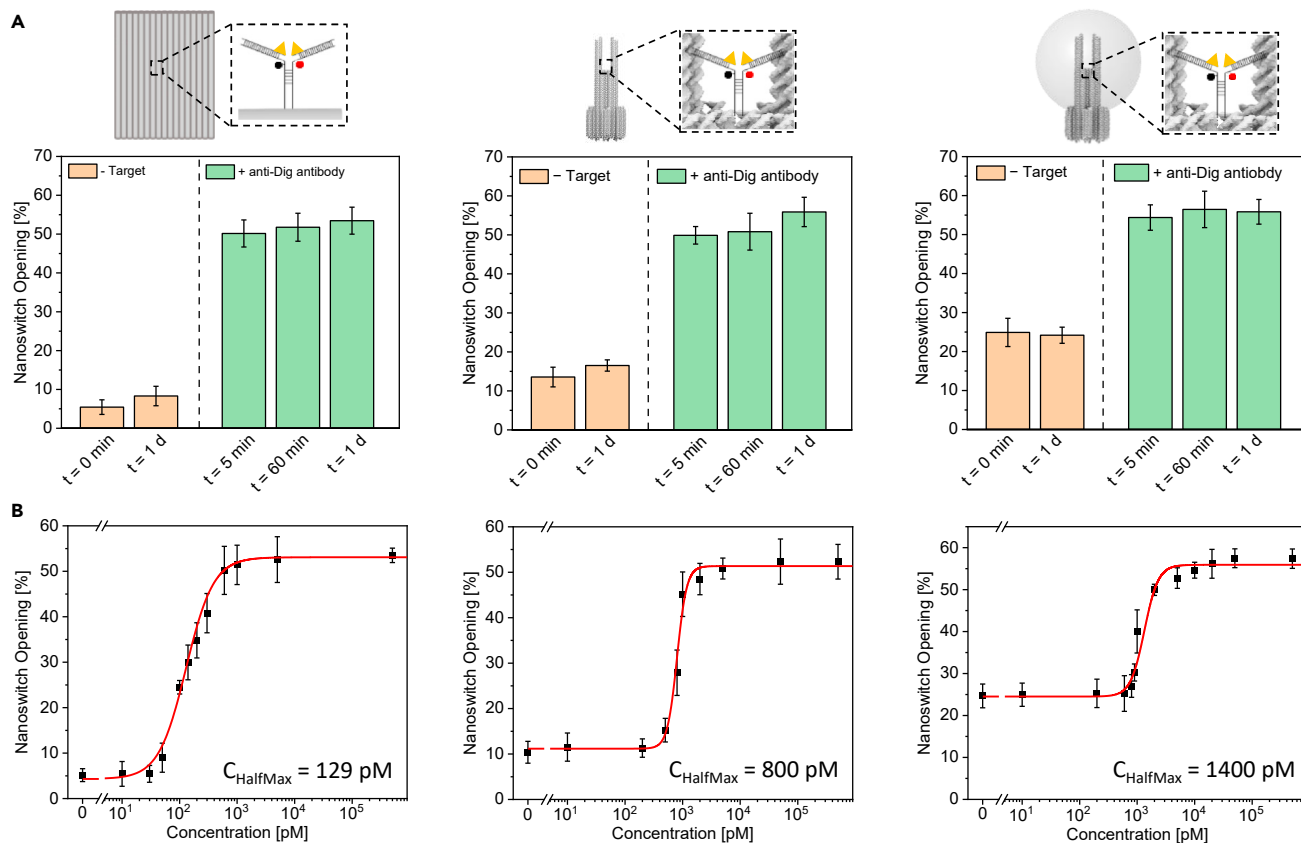 A
- Target
+ anti-Dig antibody
Nanoswitch Opening [%]
70
60
50
40
30
20
10
0
t = 0 min
t = 1 d
t = 5 min
t = 60 min
t = 1 d
− Target
+ anti-Dig antibody
Nanoswitch Opening [%]
70
60
50
40
30
20
10
0
t = 0 min
t = 1 d
t = 5 min
t = 60 min
t = 1 d
− Target
+ anti-Dig antiobdy
Nanoswitch Opening [%]
70
60
50
40
30
20
10
0
t = 0 min
t = 1 d
t = 5 min
t = 60 min
t = 1 d
B
Nanoswitch Opening [%]
60
50
40
30
20
10
0
C_HalfMax = 129 pM
0 10¹ 10² 10³ 10⁴ 10⁵
Concentration [pM]
Nanoswitch Opening [%]
60
50
40
30
20
10
0
C_HalfMax = 800 pM
0 10¹ 10² 10³ 10⁴ 10⁵
Concentration [pM]
Nanoswitch Opening [%]
60
50
40
30
20
10
0
C_HalfMax = 1400 pM
0 10¹ 10² 10³ 10⁴ 10⁵
Concentration [pM]